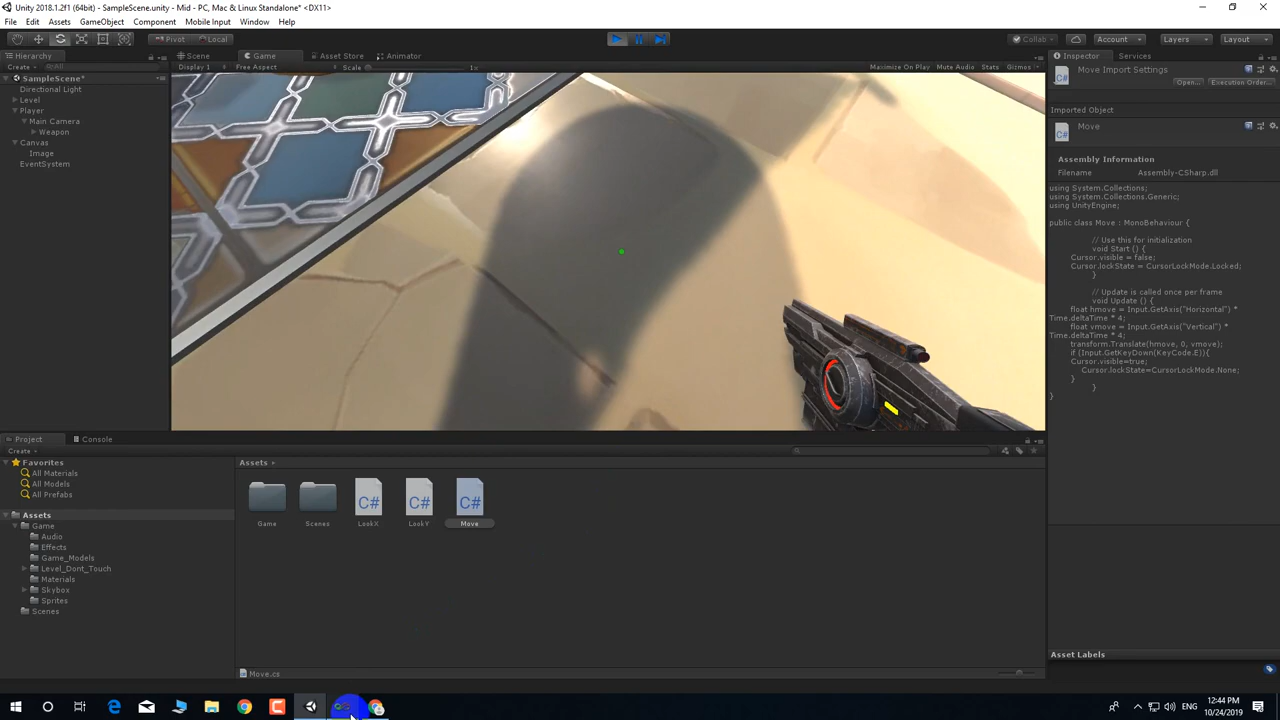 Unity 2018.1.2f1 (64bit) - SampleScene.unity - Mid - PC, Mac & Linux Standalone* <DX11>
File Edit Assets GameObject Component Mobile Input Window Help
Pivot Local Collab Account Layers Layout
Hierarchy Scene Game Asset Store Animator Inspector Services
Create All Display 1 Free Aspect Scale 1x Maximize On Play Mute Audio Stats Gizmos
Move Import Settings
Open... Execution Order...
SampleScene*
Directional Light
Level
Player
Main Camera
Weapon
Canvas
Image
EventSystem
Imported Object
Move
Assembly Information
Filename Assembly-CSharp.dll
using System.Collections;
using System.Collections.Generic;
using UnityEngine;
public class Move : MonoBehaviour {
// Use this for initialization
void Start () {
Cursor.visible = false;
Cursor.lockState = CursorLockMode.Locked;
}
// Update is called once per frame
void Update () {
float hmove = Input.GetAxis("Horizontal") *
Time.deltaTime * 4;
float vmove = Input.GetAxis("Vertical") *
Time.deltaTime * 4;
transform.Translate(hmove, 0, vmove);
if (Input.GetKeyDown(KeyCode.E)){
Cursor.visible=true;
Cursor.lockState=CursorLockMode.None;
}
}
}
Project Console
Create
Favorites
All Materials
All Models
All Prefabs
Assets
Game
Audio
Effects
Game_Models
Level_Dont_Touch
Materials
Skybox
Sprites
Scenes
Assets
Game Scenes LookX LookY Move
C# C# C#
Move.cs
Asset Labels
ENG
12:44 PM
10/24/2019